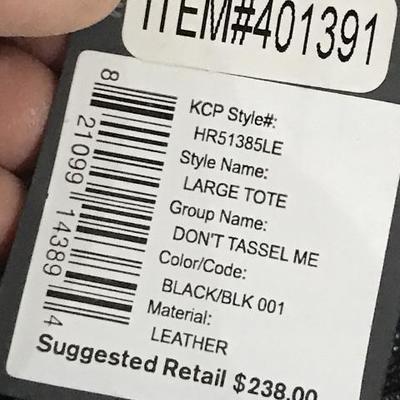 ITEM#401391
KCP Style#:
HR51385LE
Style Name:
LARGE TOTE
Group Name:
DON'T TASSEL ME
Color/Code:
BLACK/BLK 001
Material:
LEATHER
Suggested Retail $238.00
8 21099 14389 4